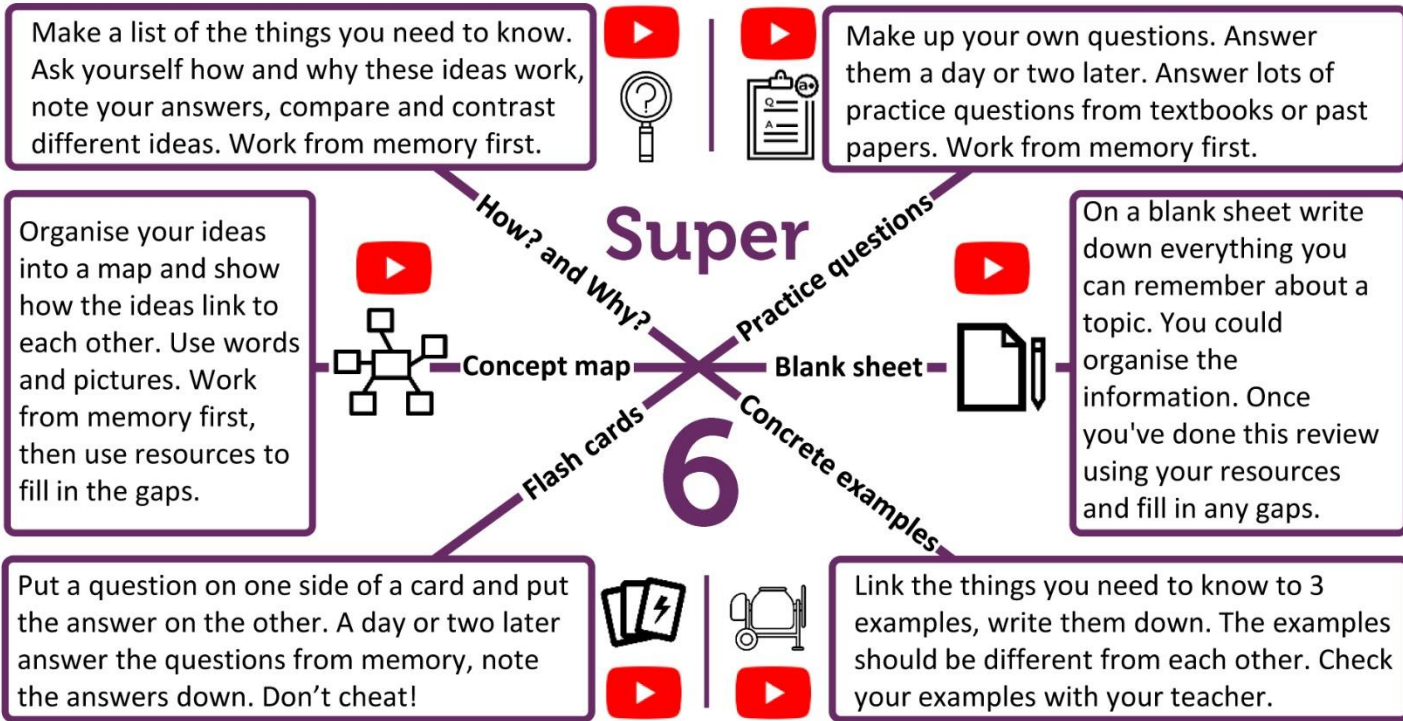 Make a list of the things you need to know.
Ask yourself how and why these ideas work,
note your answers, compare and contrast
different ideas. Work from memory first.
?
Q
A
a+
Make up your own questions. Answer
them a day or two later. Answer lots of
practice questions from textbooks or past
papers. Work from memory first.
How? and Why?
Super
Practice questions
Organise your ideas
into a map and show
how the ideas link to
each other. Use words
and pictures. Work
from memory first,
then use resources to
fill in the gaps.
Concept map
Blank sheet
On a blank sheet write
down everything you
can remember about a
topic. You could
organise the
information. Once
you've done this review
using your resources
and fill in any gaps.
Flash cards
6
Concrete examples
Put a question on one side of a card and put
the answer on the other. A day or two later
answer the questions from memory, note
the answers down. Don’t cheat!
Link the things you need to know to 3
examples, write them down. The examples
should be different from each other. Check
your examples with your teacher.